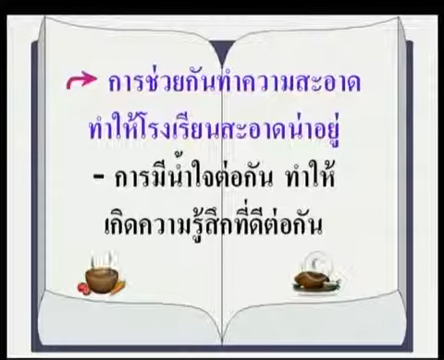 การช่วยกันทำความสะอาด
ทำให้โรงเรียนสะอาดน่าอยู่
- การมีน้ำใจต่อกัน ทำให้
เกิดความรู้สึกที่ดีต่อกัน